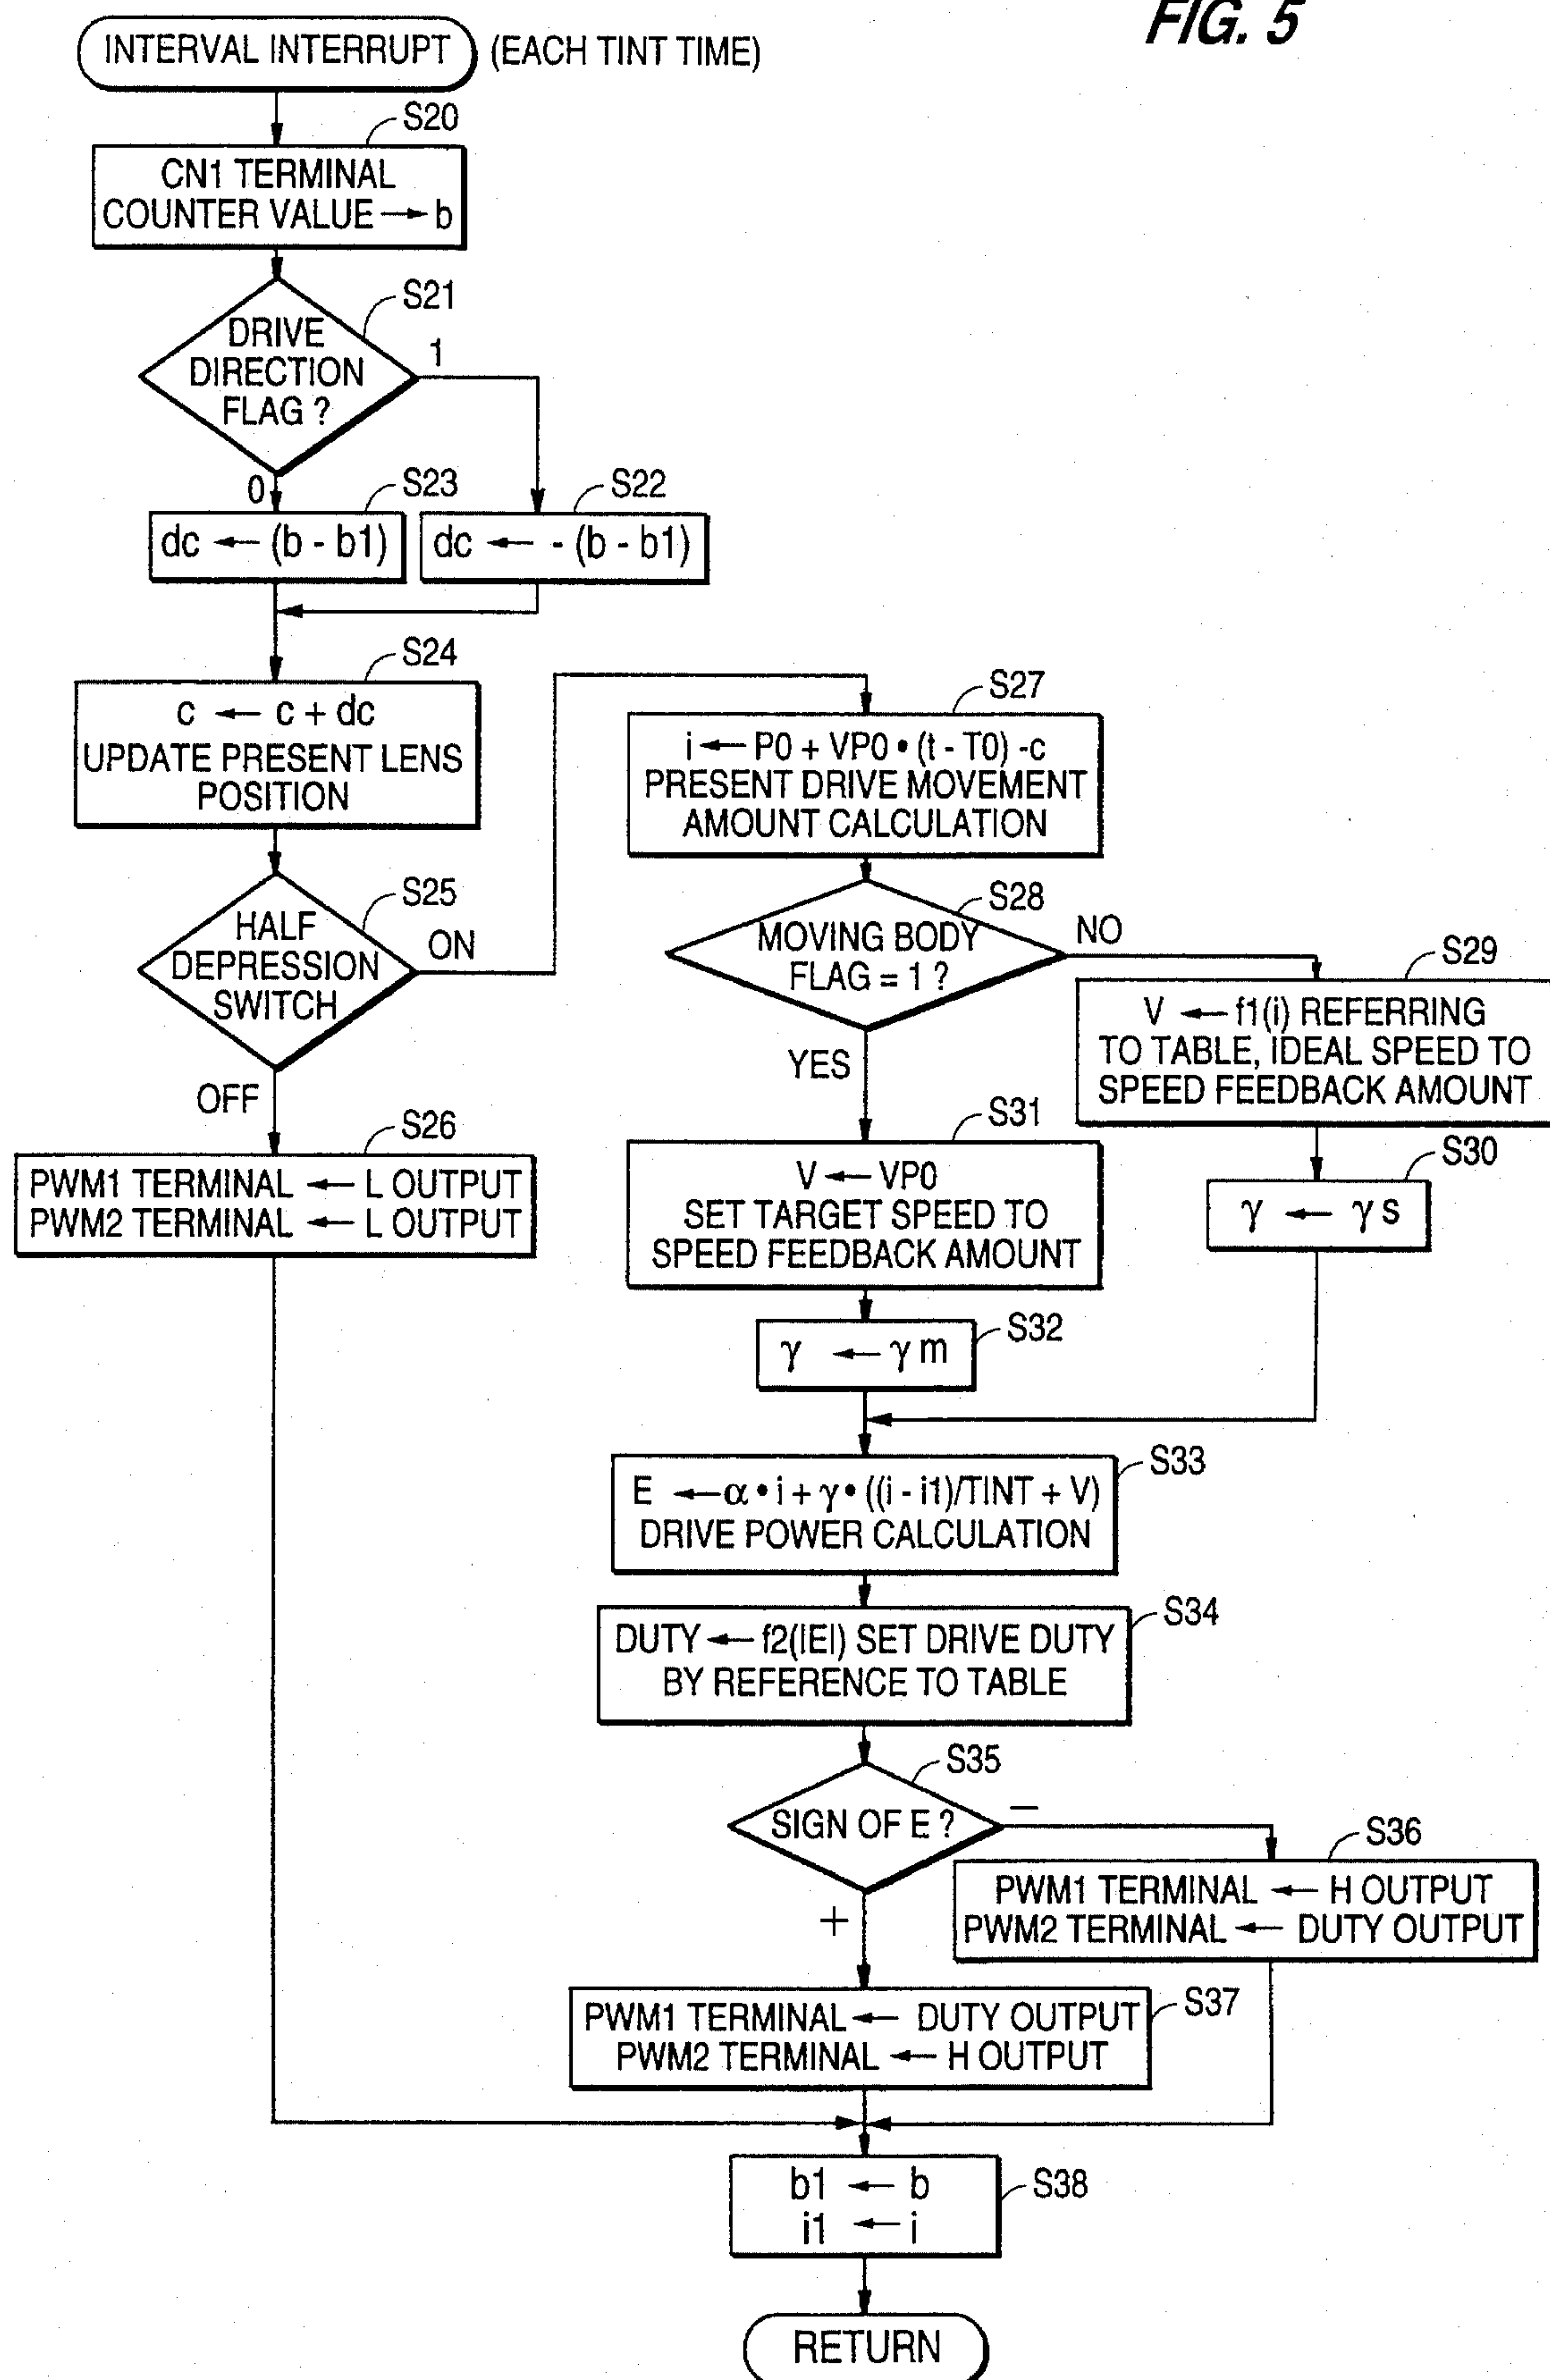 FIG. 5
INTERVAL INTERRUPT
(EACH TINT TIME)
S20
CN1 TERMINAL
COUNTER VALUE → b
S21
DRIVE
DIRECTION
FLAG ?
1
0
S23
dc ← (b - b1)
S22
dc ← - (b - b1)
S24
c ← c + dc
UPDATE PRESENT LENS
POSITION
S25
HALF
DEPRESSION
SWITCH
ON
OFF
S26
PWM1 TERMINAL ← L OUTPUT
PWM2 TERMINAL ← L OUTPUT
S27
i ← P0 + VP0 • (t - T0) -c
PRESENT DRIVE MOVEMENT
AMOUNT CALCULATION
S28
MOVING BODY
FLAG = 1 ?
NO
YES
S29
V ← f1(i) REFERRING
TO TABLE, IDEAL SPEED TO
SPEED FEEDBACK AMOUNT
S30
γ ← γ s
S31
V ← VP0
SET TARGET SPEED TO
SPEED FEEDBACK AMOUNT
S32
γ ← γ m
S33
E ← α • i + γ • ((i - i1)/TINT + V)
DRIVE POWER CALCULATION
S34
DUTY ← f2(|E|) SET DRIVE DUTY
BY REFERENCE TO TABLE
S35
SIGN OF E ?
−
+
S36
PWM1 TERMINAL ← H OUTPUT
PWM2 TERMINAL ← DUTY OUTPUT
S37
PWM1 TERMINAL ← DUTY OUTPUT
PWM2 TERMINAL ← H OUTPUT
S38
b1 ← b
i1 ← i
RETURN